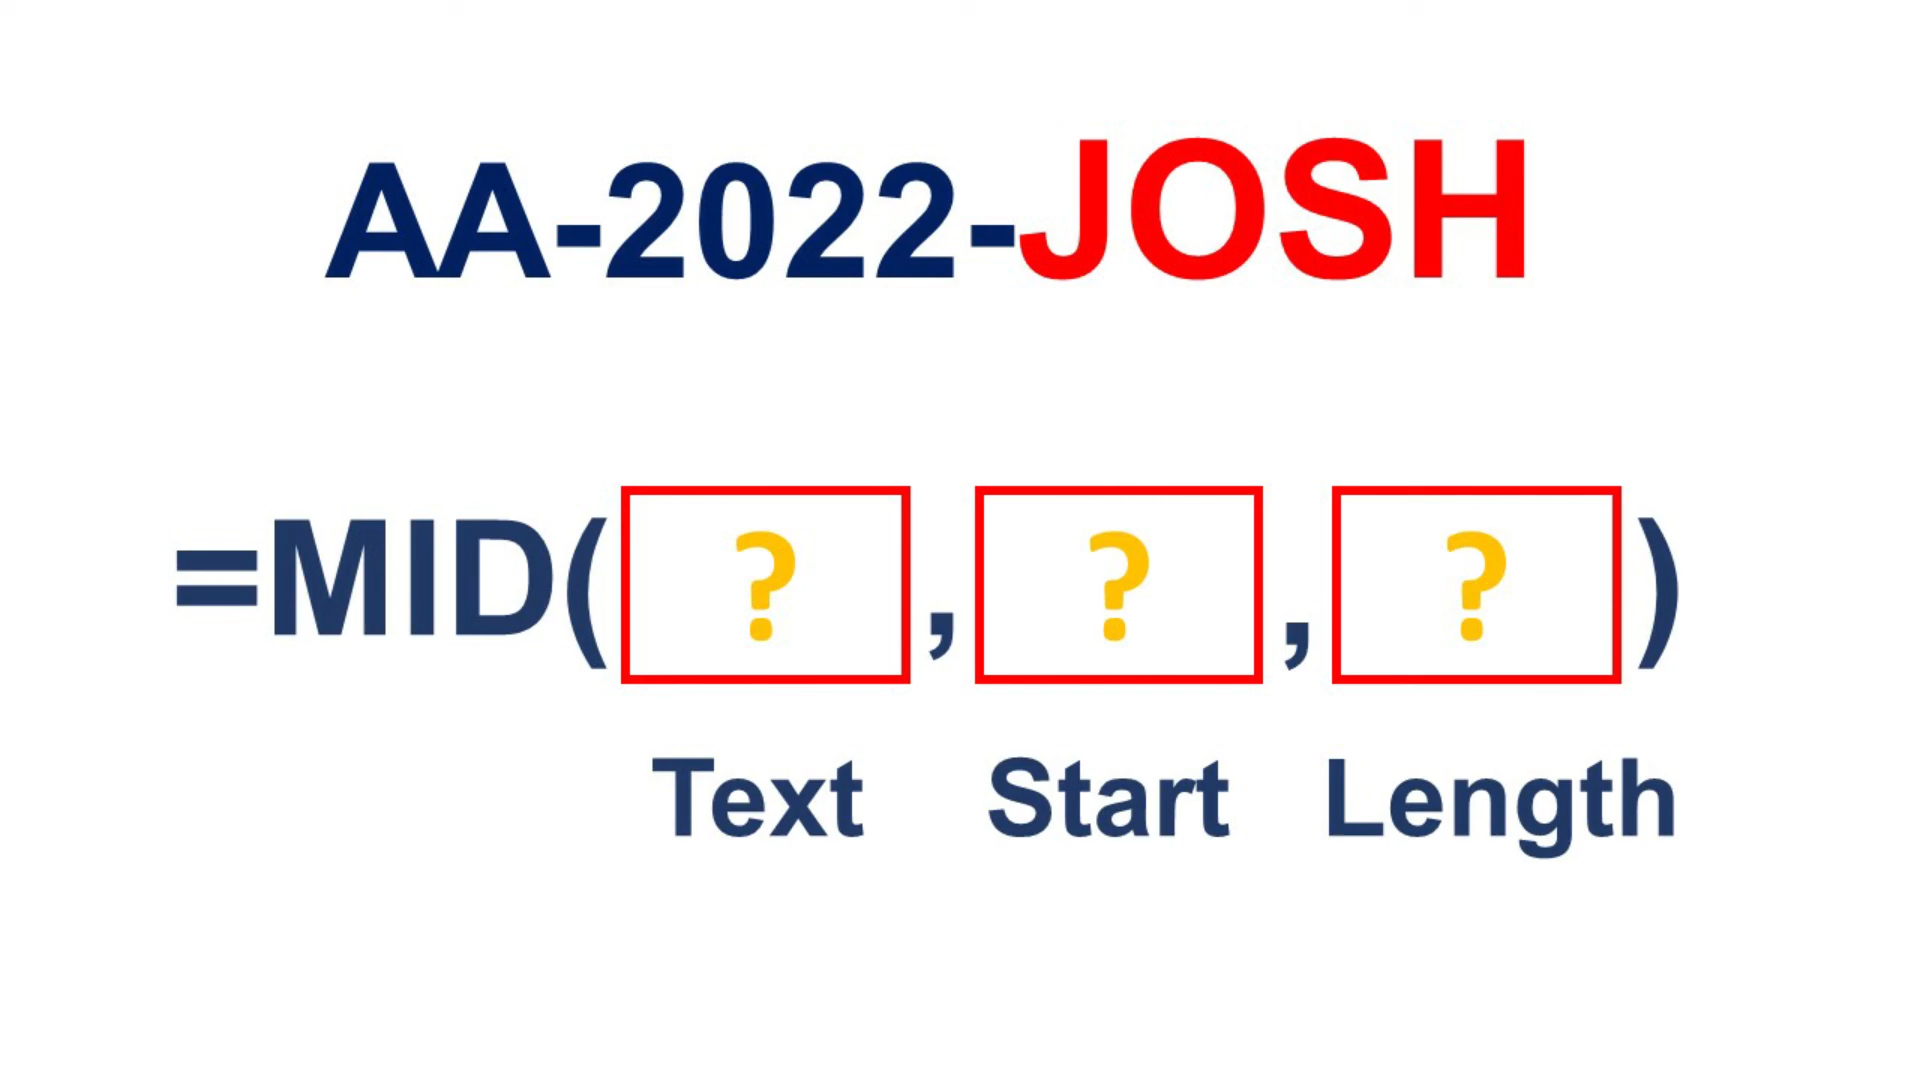 AA-2022-JOSH
=MID( ? , ? , ? )
Text Start Length